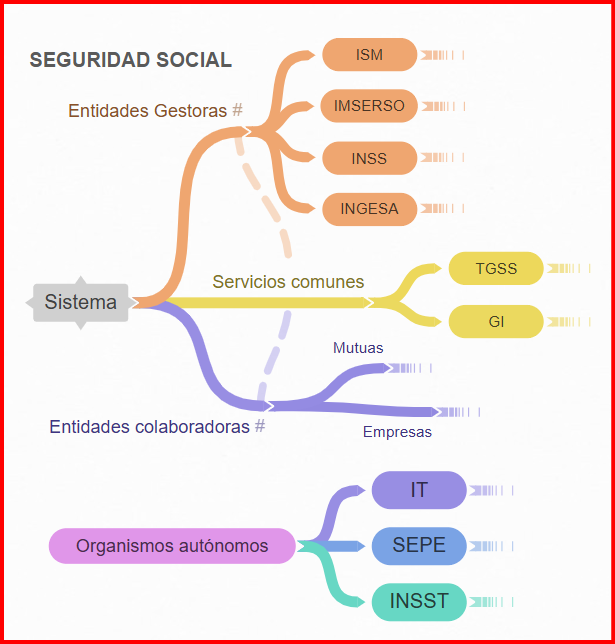 SEGURIDAD SOCIAL
Entidades Gestoras #
ISM
IMSERSO
INSS
INGESA
Sistema
Servicios comunes
TGSS
GI
Entidades colaboradoras #
Mutuas
Empresas
Organismos autónomos
IT
SEPE
INSST